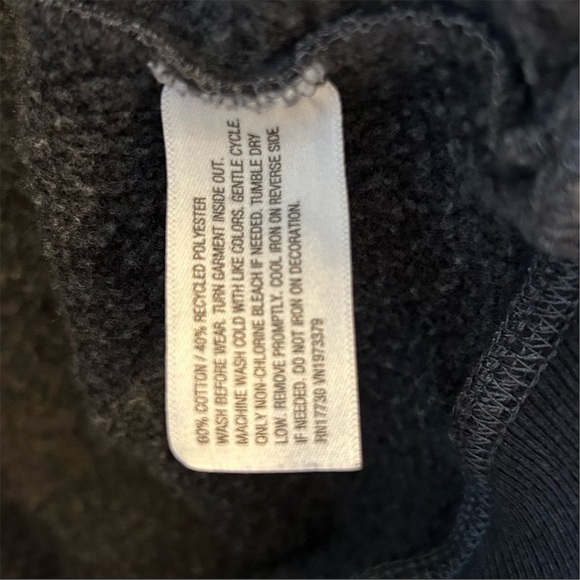 60% COTTON / 40% RECYCLED POLYESTER
WASH BEFORE WEAR. TURN GARMENT INSIDE OUT.
MACHINE WASH COLD WITH LIKE COLORS. GENTLE CYCLE.
ONLY NON-CHLORINE BLEACH IF NEEDED. TUMBLE DRY
LOW. REMOVE PROMPTLY. COOL IRON ON REVERSE SIDE
IF NEEDED. DO NOT IRON ON DECORATION.
RN17730 VN1973379